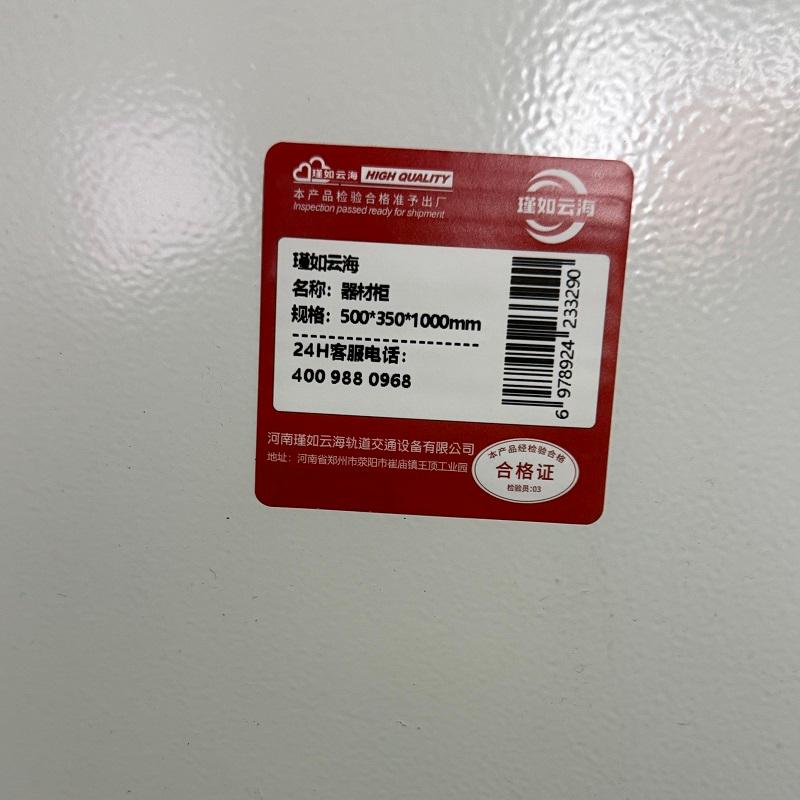 瑾如云海 HIGH QUALITY
本产品检验合格准予出厂
Inspection passed ready for shipment
瑾如云海
瑾如云海
名称：器材柜
规格：500*350*1000mm
24H客服电话：
400 988 0968
6 978924 233290
河南瑾如云海轨道交通设备有限公司
地址：河南省郑州市荥阳市崔庙镇王顶工业园
本产品经检验合格
合格证
检验员:03